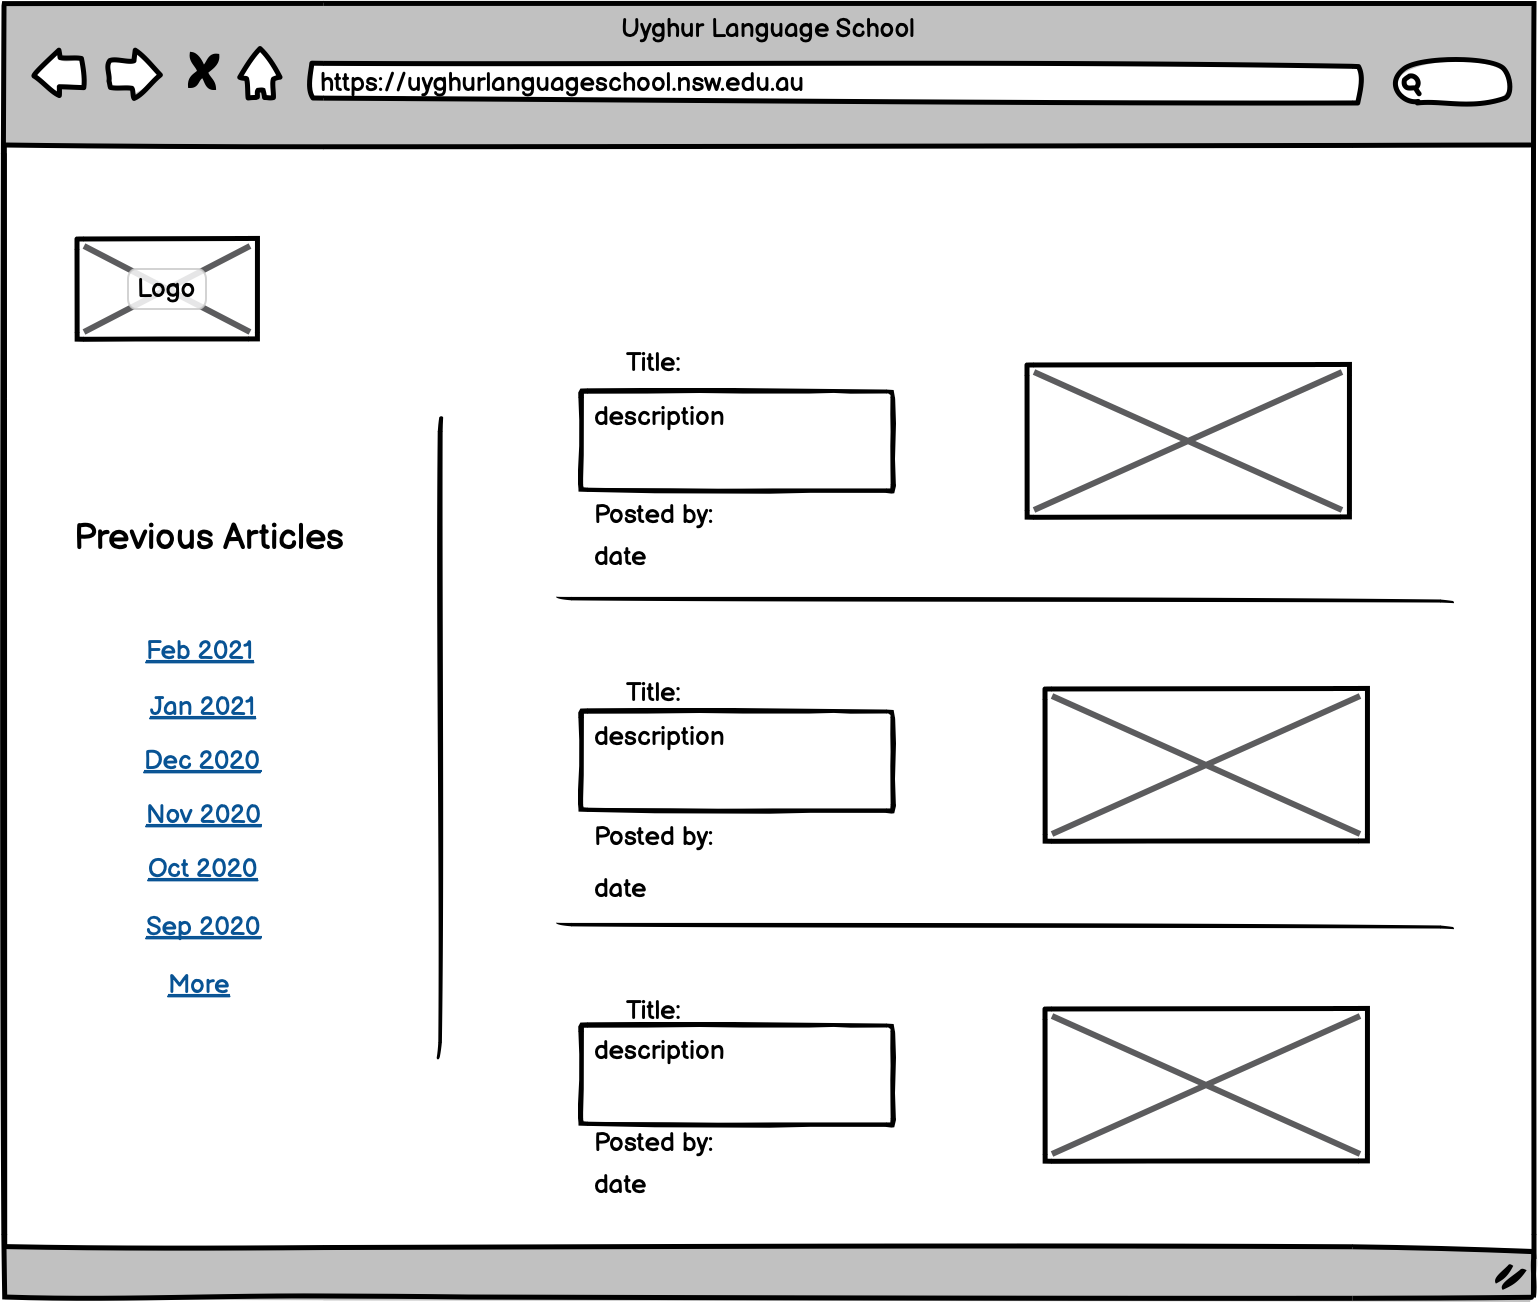 Uyghur Language School
https://uyghurlanguageschool.nsw.edu.au
Logo
Previous Articles
Feb 2021
Jan 2021
Dec 2020
Nov 2020
Oct 2020
Sep 2020
More
Title:
description
Posted by:
date
Title:
description
Posted by:
date
Title:
description
Posted by:
date